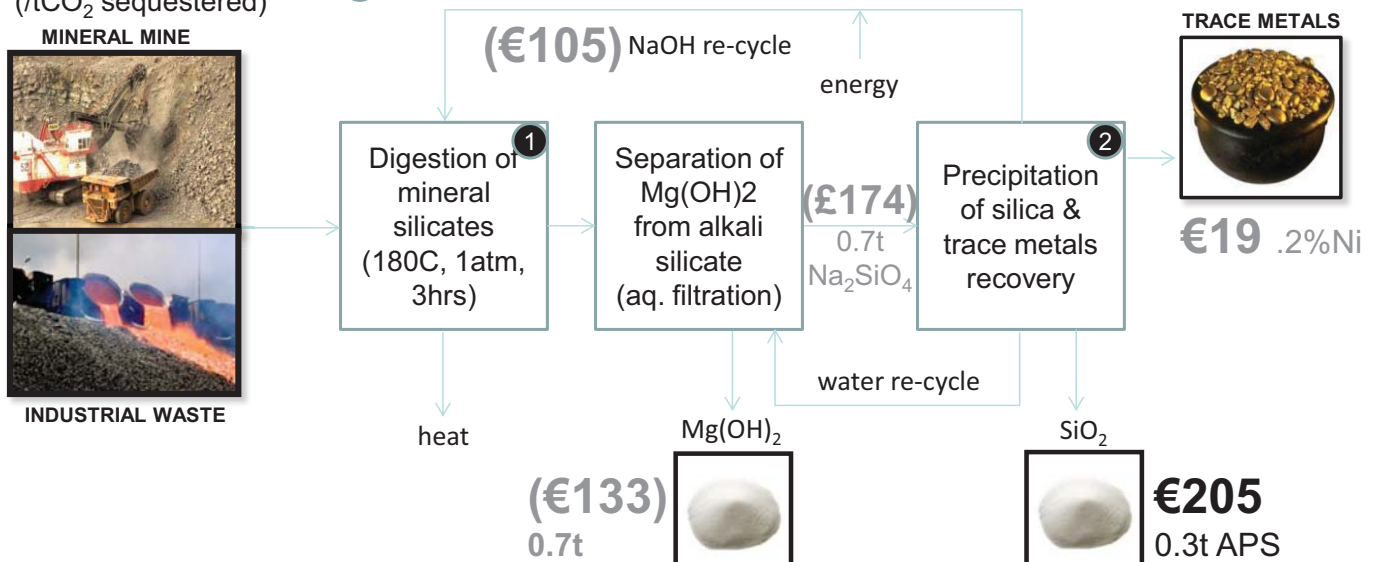 (/tCO₂ sequestered)
MINERAL MINE
INDUSTRIAL WASTE
(€105) NaOH re-cycle
energy
1
Digestion of
mineral
silicates
(180C, 1atm,
3hrs)
heat
Separation of
Mg(OH)2
from alkali
silicate
(aq. filtration)
(£174)
0.7t
Na₂SiO₄
2
Precipitation
of silica &
trace metals
recovery
water re-cycle
TRACE METALS
€19 .2%Ni
Mg(OH)₂
(€133)
0.7t
SiO₂
€205
0.3t APS